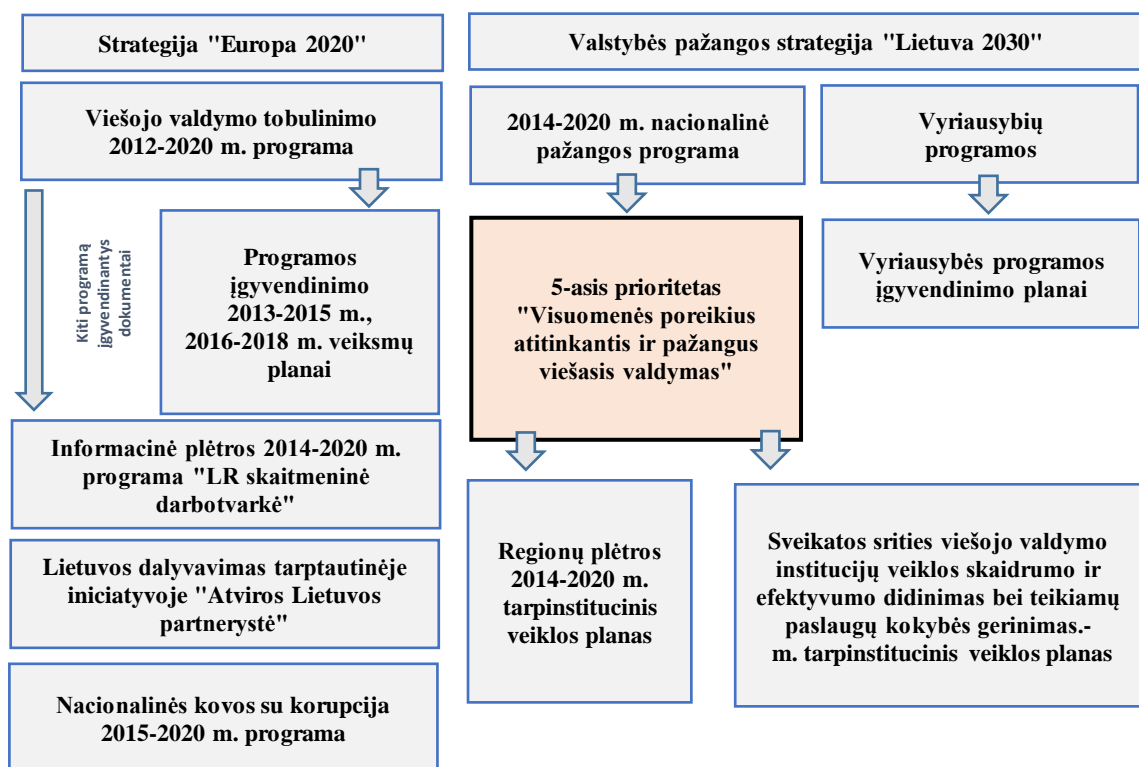 Strategija "Europa 2020"
Valstybės pažangos strategija "Lietuva 2030"
Viešojo valdymo tobulinimo
2012-2020 m. programa
2014-2020 m. nacionalinė
pažangos programa
Vyriausybių
programos
Kiti programą
įgyvendinantys
dokumentai
Programos
įgyvendinimo
2013-2015 m.,
2016-2018 m. veiksmų
planai
5-asis prioritetas
"Visuomenės poreikius
atitinkantis ir pažangus
viešasis valdymas"
Vyriausybės programos
įgyvendinimo planai
Informacinė plėtros 2014-2020 m.
programa "LR skaitmeninė
darbotvarkė"
Lietuvos dalyvavimas tarptautinėje
iniciatyvoje "Atviros Lietuvos
partnerystė"
Nacionalinės kovos su korupcija
2015-2020 m. programa
Regionų plėtros
2014-2020 m.
tarpinstitucinis
veiklos planas
Sveikatos srities viešojo valdymo
institucijų veiklos skaidrumo ir
efektyvumo didinimas bei teikiamų
paslaugų kokybės gerinimas.-
m. tarpinstitucinis veiklos planas